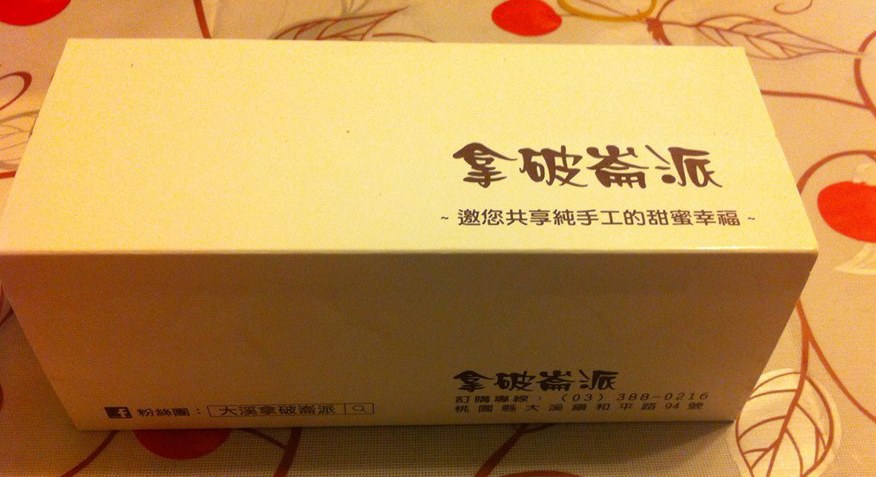 拿破崙派
~ 邀您共享純手工的甜蜜幸福 ~
拿破崙派
訂購專線：(03) 388-0216
桃園縣大溪鎮和平路94號
f 粉絲團：大溪拿破崙派